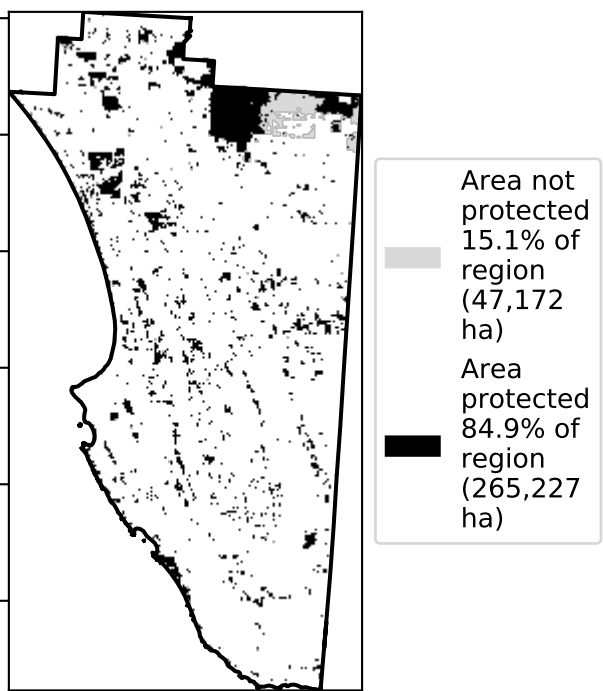 Area not
protected
15.1% of
region
(47,172
ha)
Area
protected
84.9% of
region
(265,227
ha)